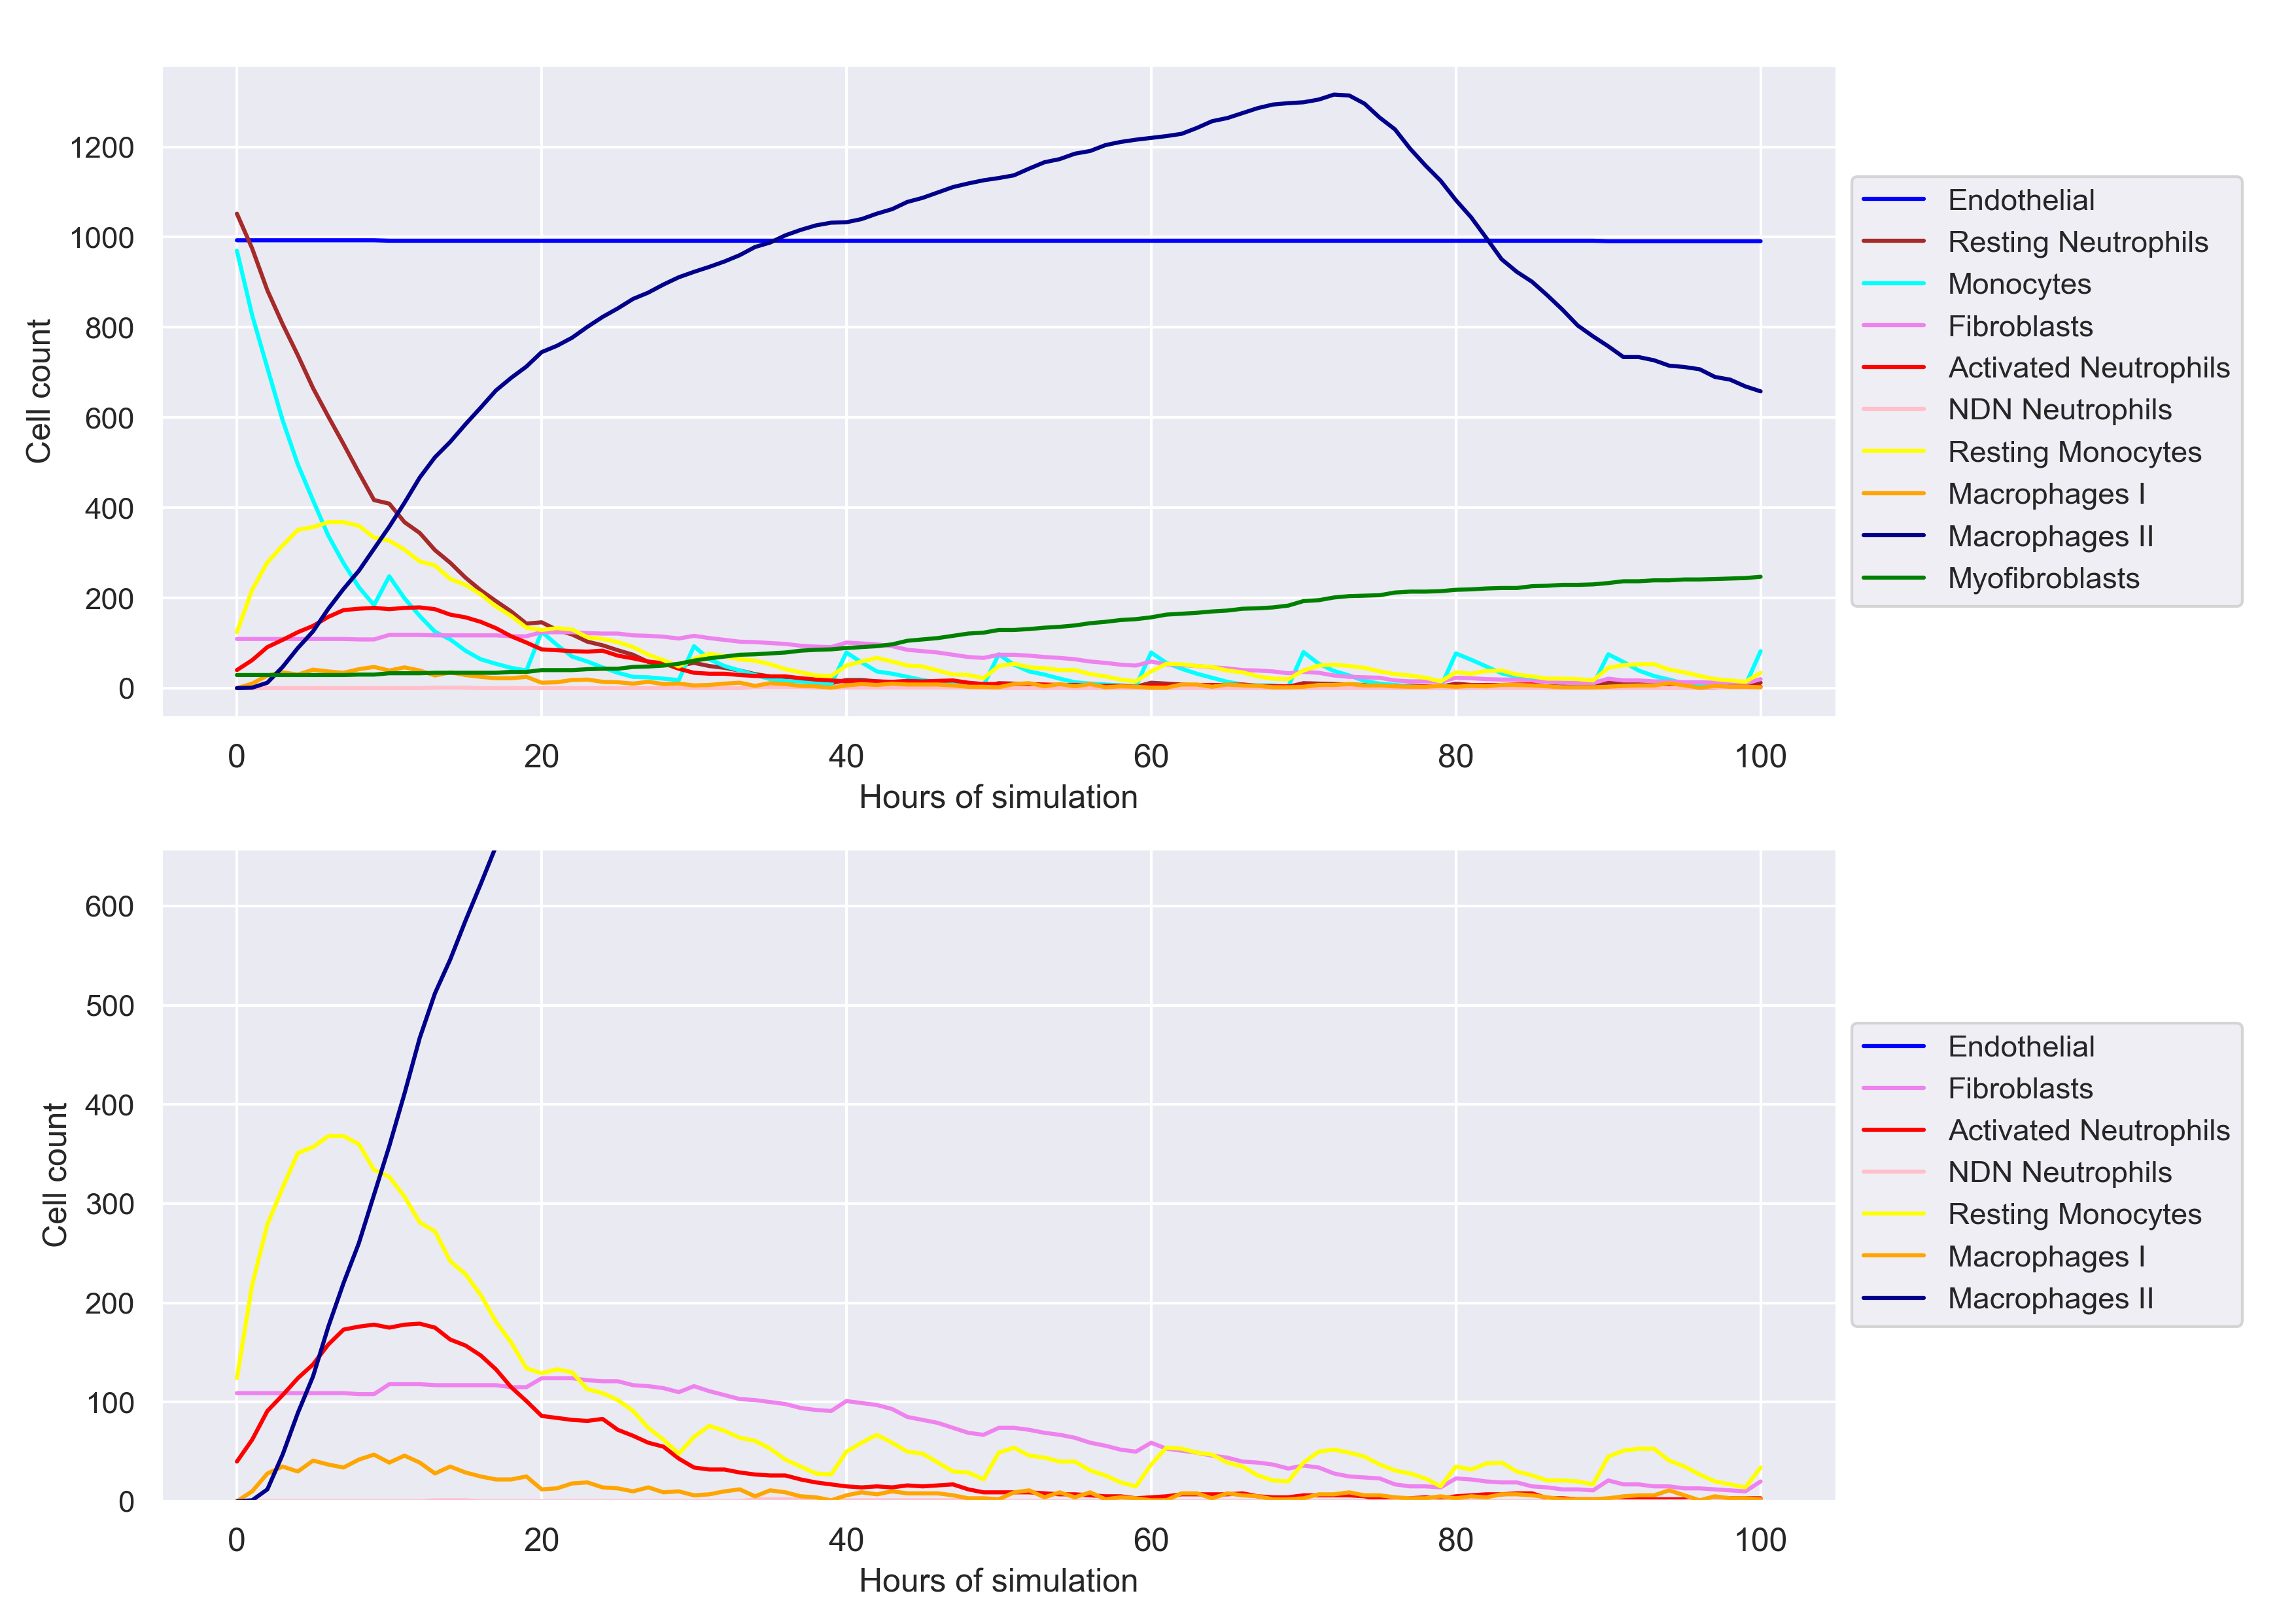 1200
1000
800
600
400
200
0
Cell count
0 20 40 60 80 100
Hours of simulation
Endothelial
Resting Neutrophils
Monocytes
Fibroblasts
Activated Neutrophils
NDN Neutrophils
Resting Monocytes
Macrophages I
Macrophages II
Myofibroblasts
600
500
400
300
200
100
0
Cell count
0 20 40 60 80 100
Hours of simulation
Endothelial
Fibroblasts
Activated Neutrophils
NDN Neutrophils
Resting Monocytes
Macrophages I
Macrophages II